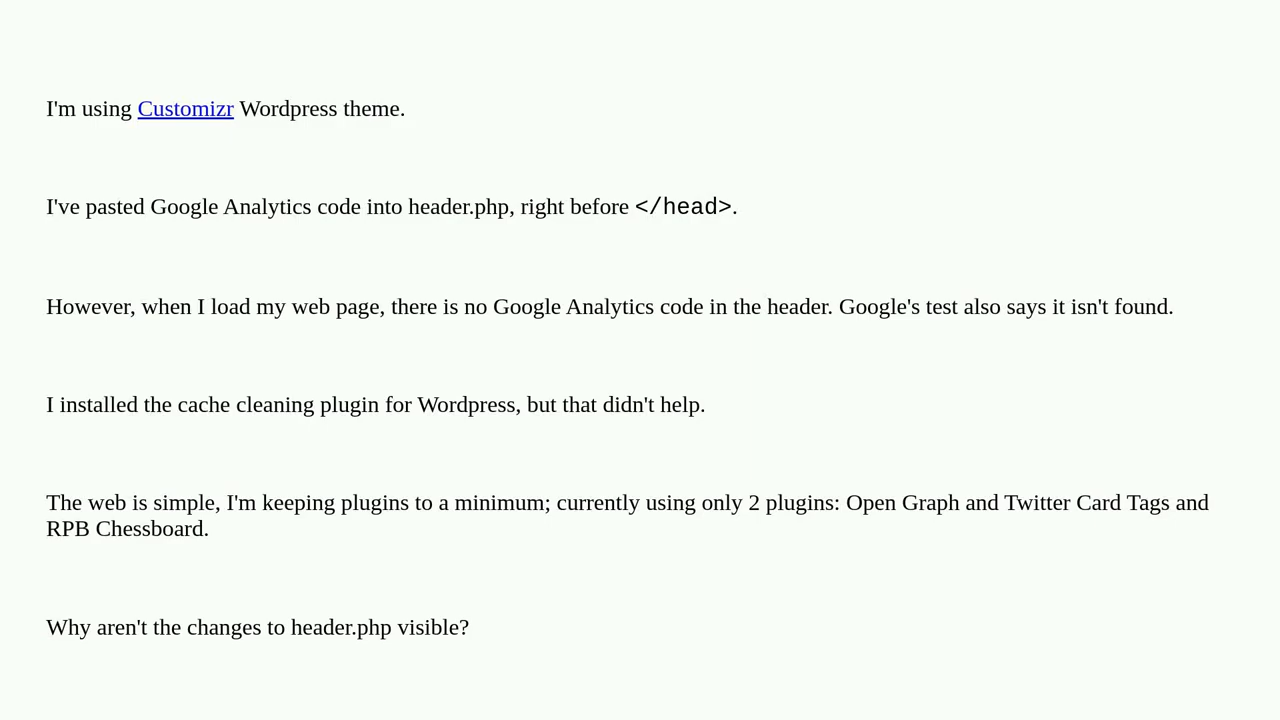 I'm using Customizr Wordpress theme.
I've pasted Google Analytics code into header.php, right before </head>.
However, when I load my web page, there is no Google Analytics code in the header. Google's test also says it isn't found.
I installed the cache cleaning plugin for Wordpress, but that didn't help.
The web is simple, I'm keeping plugins to a minimum; currently using only 2 plugins: Open Graph and Twitter Card Tags and
RPB Chessboard.
Why aren't the changes to header.php visible?